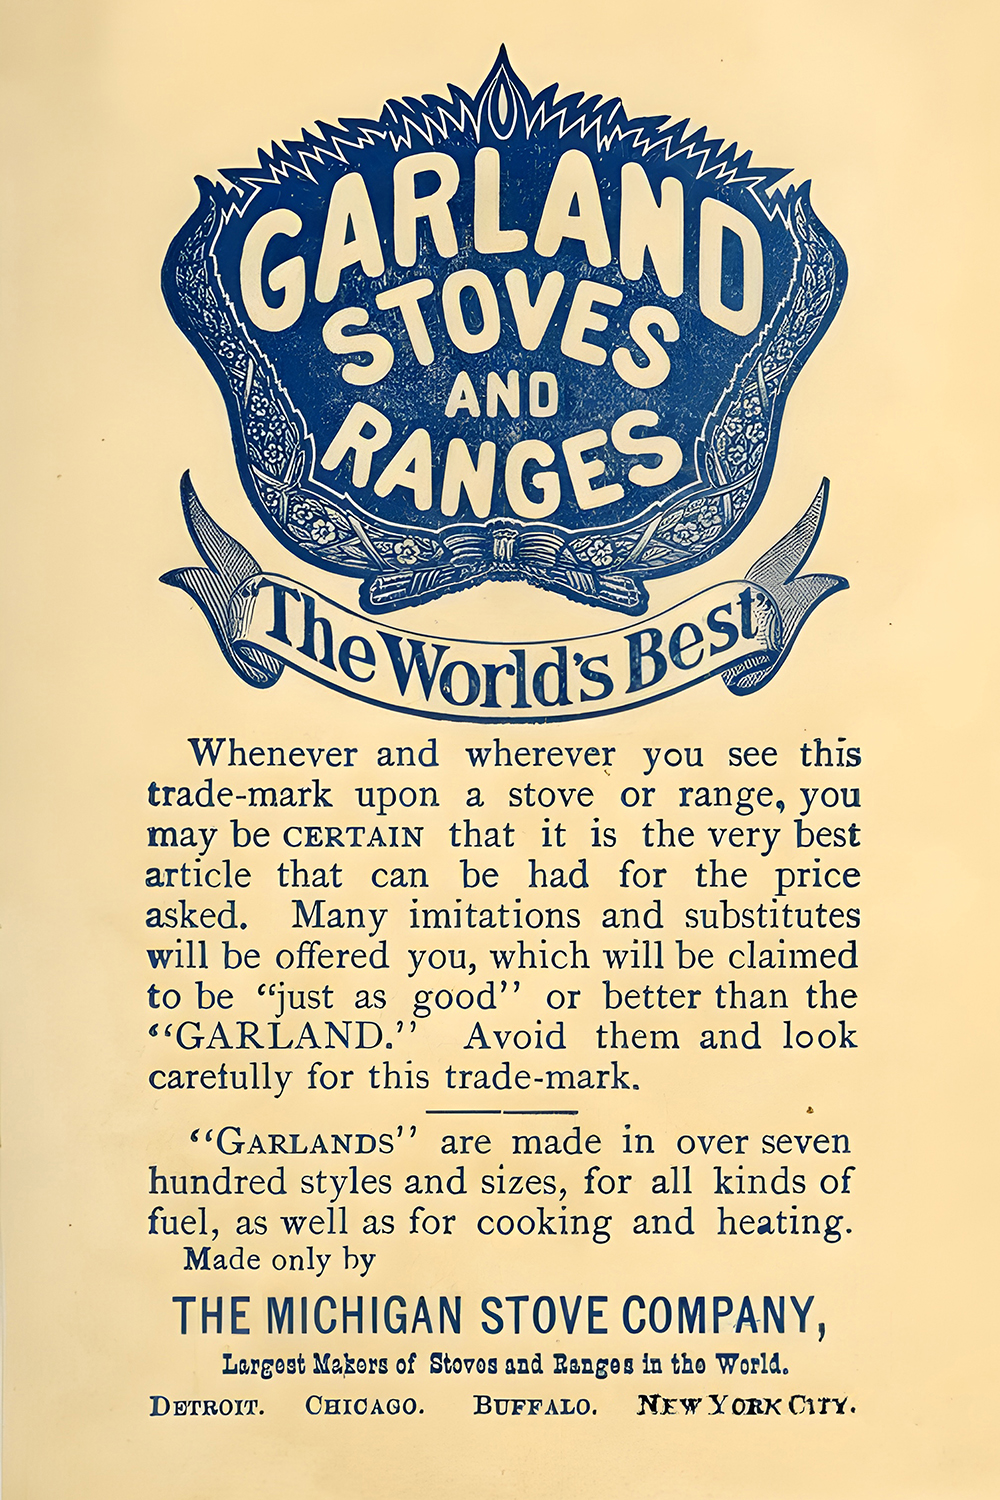 GARLAND
STOVES
AND
RANGES
"The World's Best"
Whenever and wherever you see this
trade-mark upon a stove or range, you
may be CERTAIN that it is the very best
article that can be had for the price
asked. Many imitations and substitutes
will be offered you, which will be claimed
to be "just as good" or better than the
"GARLAND." Avoid them and look
carefully for this trade-mark.
"GARLANDS" are made in over seven
hundred styles and sizes, for all kinds of
fuel, as well as for cooking and heating.
Made only by
THE MICHIGAN STOVE COMPANY,
Largest Makers of Stoves and Ranges in the World.
DETROIT. CHICAGO. BUFFALO. NEW YORK CITY.